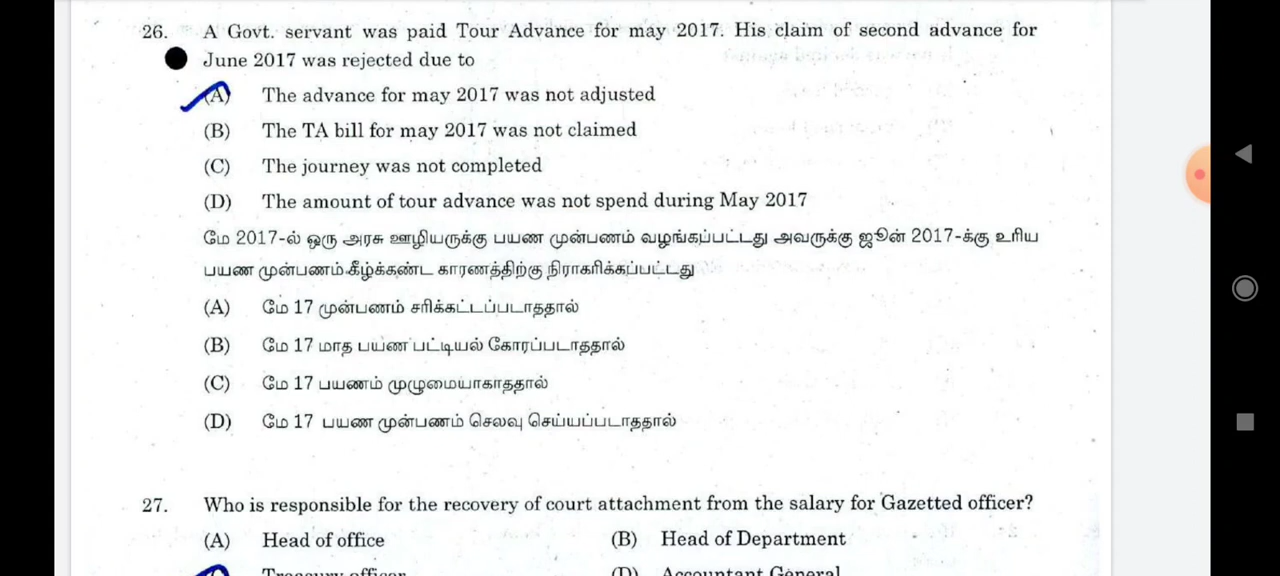 26. A Govt. servant was paid Tour Advance for may 2017. His claim of second advance for
June 2017 was rejected due to
(A) The advance for may 2017 was not adjusted
(B) The TA bill for may 2017 was not claimed
(C) The journey was not completed
(D) The amount of tour advance was not spend during May 2017
மே 2017-ல் ஒரு அரசு ஊழியருக்கு பயண முன்பணம் வழங்கப்பட்டது அவருக்கு ஜூன் 2017-க்கு உரிய
பயண முன்பணம் கீழ்க்கண்ட காரணத்திற்கு நிராகரிக்கப்பட்டது
(A) மே 17 முன்பணம் சரிக்கட்டப்படாததால்
(B) மே 17 மாத பயண பட்டியல் கோரப்படாததால்
(C) மே 17 பயணம் முழுமையாகாததால்
(D) மே 17 பயண முன்பணம் செலவு செய்யப்படாததால்
27. Who is responsible for the recovery of court attachment from the salary for Gazetted officer?
(A) Head of office (B) Head of Department
Treasury officer (D) Accountant General